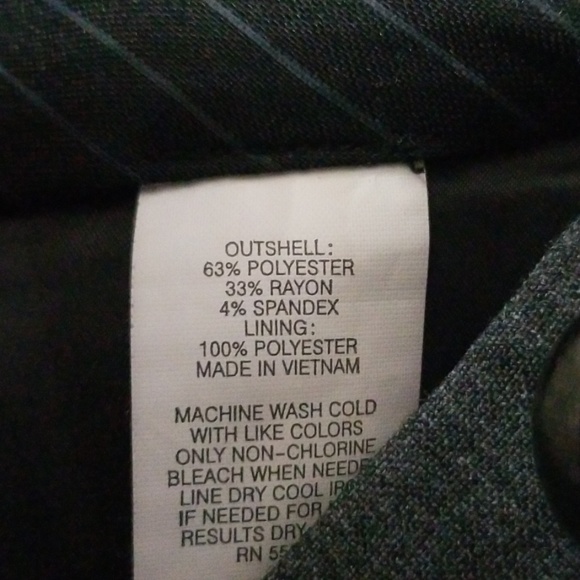 OUTSHELL:
63% POLYESTER
33% RAYON
4% SPANDEX
LINING:
100% POLYESTER
MADE IN VIETNAM
MACHINE WASH COLD
WITH LIKE COLORS
ONLY NON-CHLORINE
BLEACH WHEN
LINE DRY COOL
IF NEEDED FOR
RESULTS DRY
RN